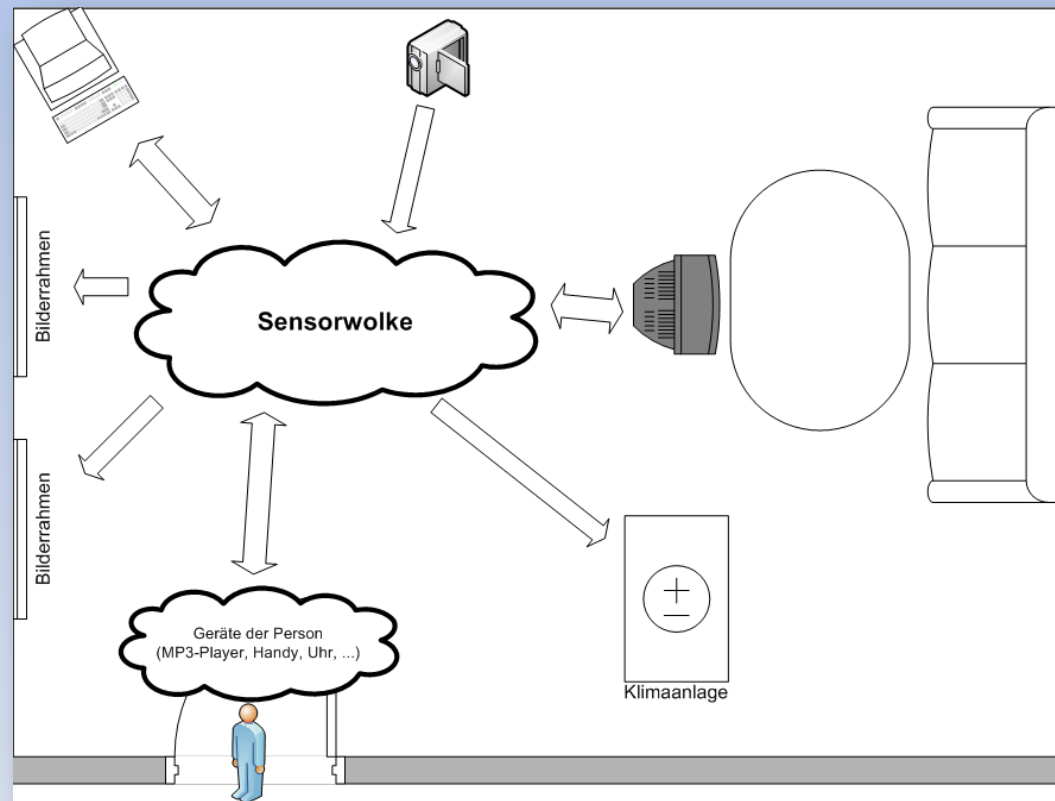 Bilderrahmen
Sensorwolke
Bilderrahmen
Geräte der Person
(MP3-Player, Handy, Uhr, ...)
Klimaanlage